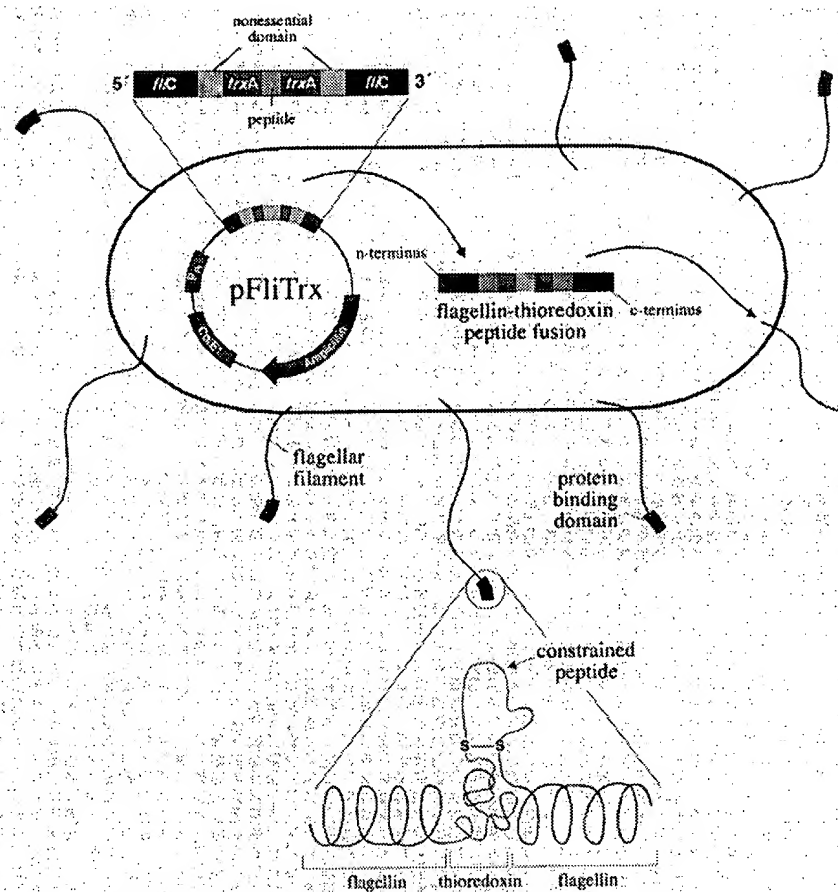 nonessential
domain
5´ fliC trxA trxA fliC 3´
peptide
n-terminus
pFliTrx
c-terminus
flagellin-thioredoxin
peptide fusion
Ampicillin
flagellar
filament
protein
binding
domain
constrained
peptide
S S
flagellin thioredoxin flagellin